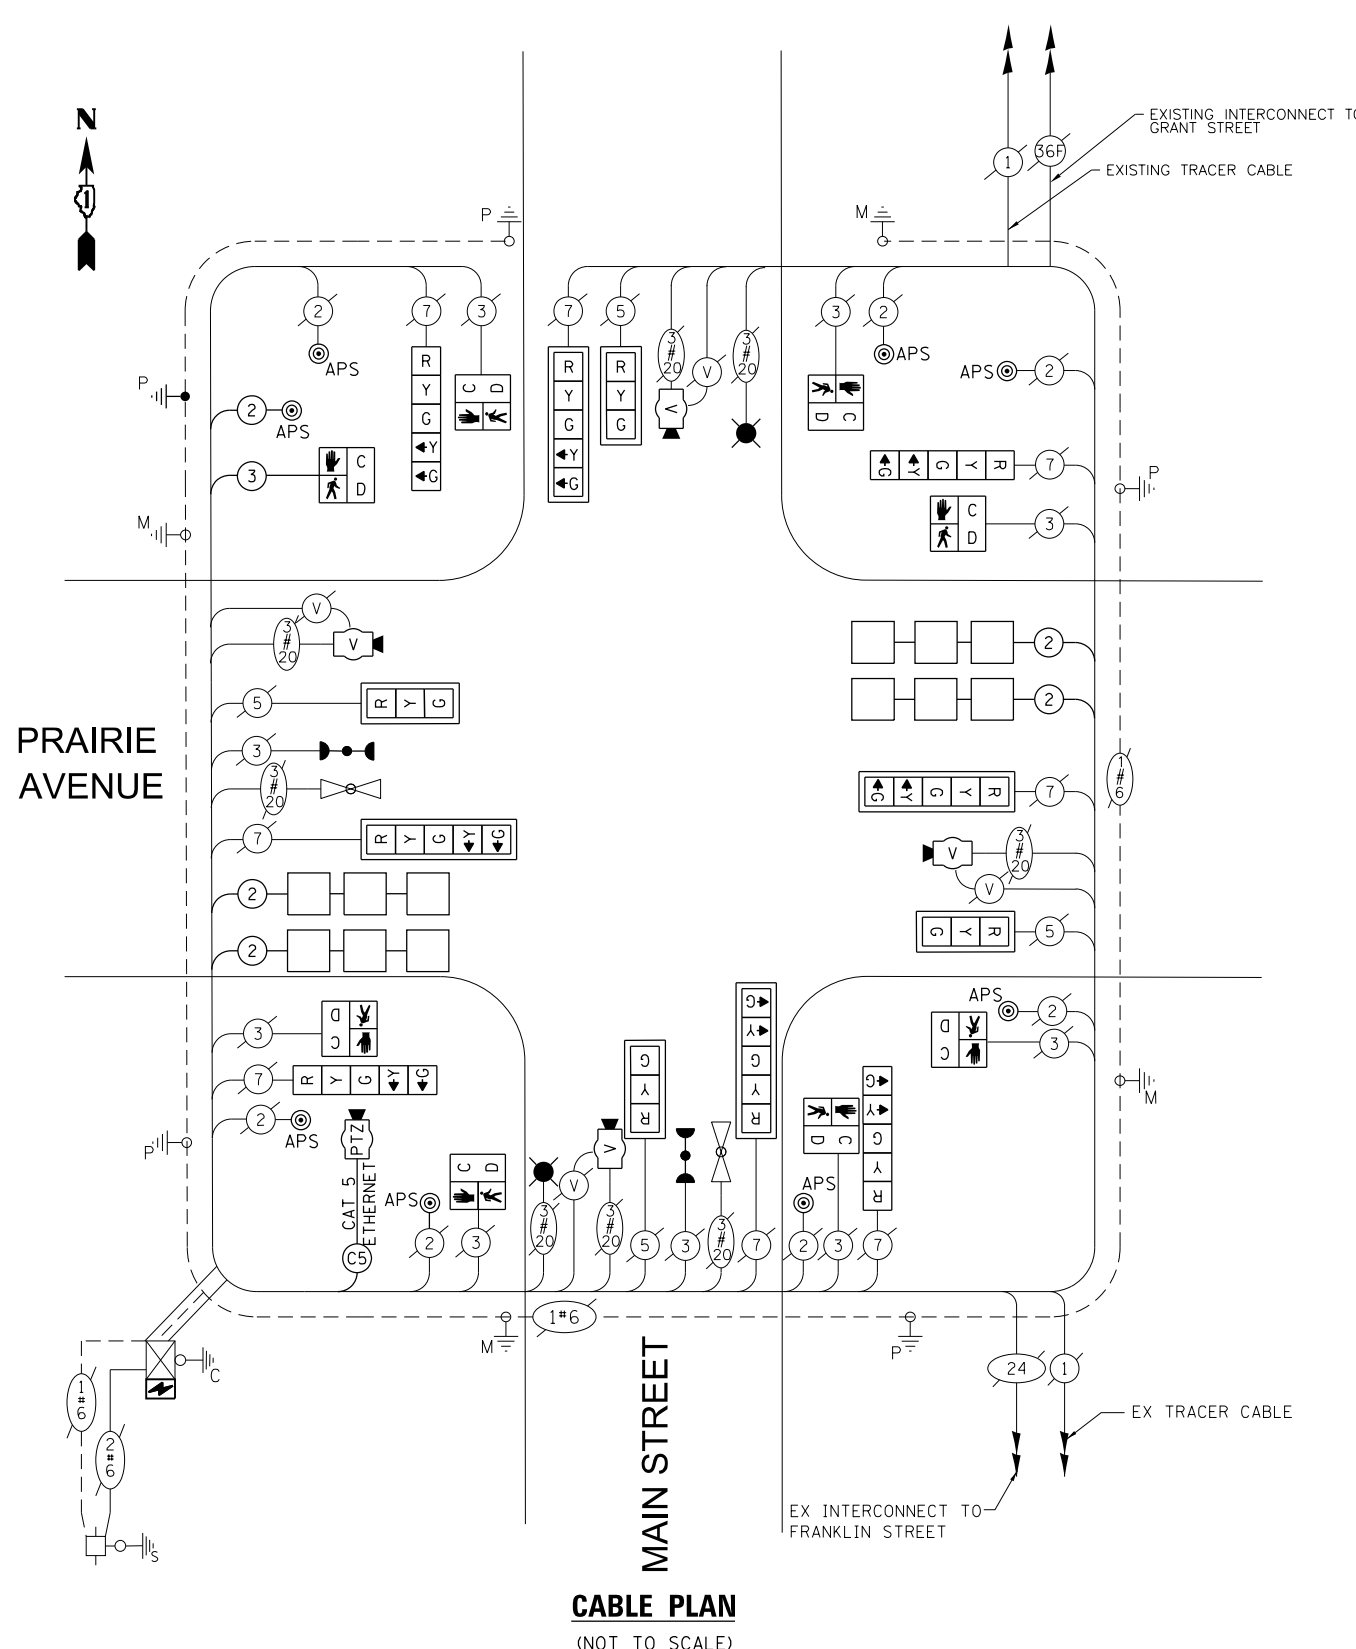 N
1
EXISTING INTERCONNECT TO
GRANT STREET
EXISTING TRACER CABLE
1
36F
P
M
2
7
3
7
5
3 #20
V
3 #20
3
2
APS
R
Y
G
Y
G
C D
R
Y
G
Y
G
R
Y
G
V
D C
APS
APS
2
P
2
APS
3
C
D
M
G Y G Y R
7
P
3
C
D
V
3 #20
V
5
R Y G
3
3 #20
7
R Y G Y G
2
2
PRAIRIE
AVENUE
2
2
1 #6
G Y G Y R
7
V
3 #20
V
G Y R
5
3
D
C
7
R Y G Y G
2
APS
P
PTZ
CAT 5
ETHERNET
C5
APS
2
C D
3
3 #20
V
V
3 #20
G
Y
R
5
3
3 #20
G
Y
G
Y
R
7
APS
2
D C
3
G
Y
G
Y
R
7
APS
2
D
C
3
M
M
1#6
P
C
1 #6
2 #6
S
24
1
EX TRACER CABLE
EX INTERCONNECT TO
FRANKLIN STREET
MAIN STREET
CABLE PLAN
(NOT TO SCALE)